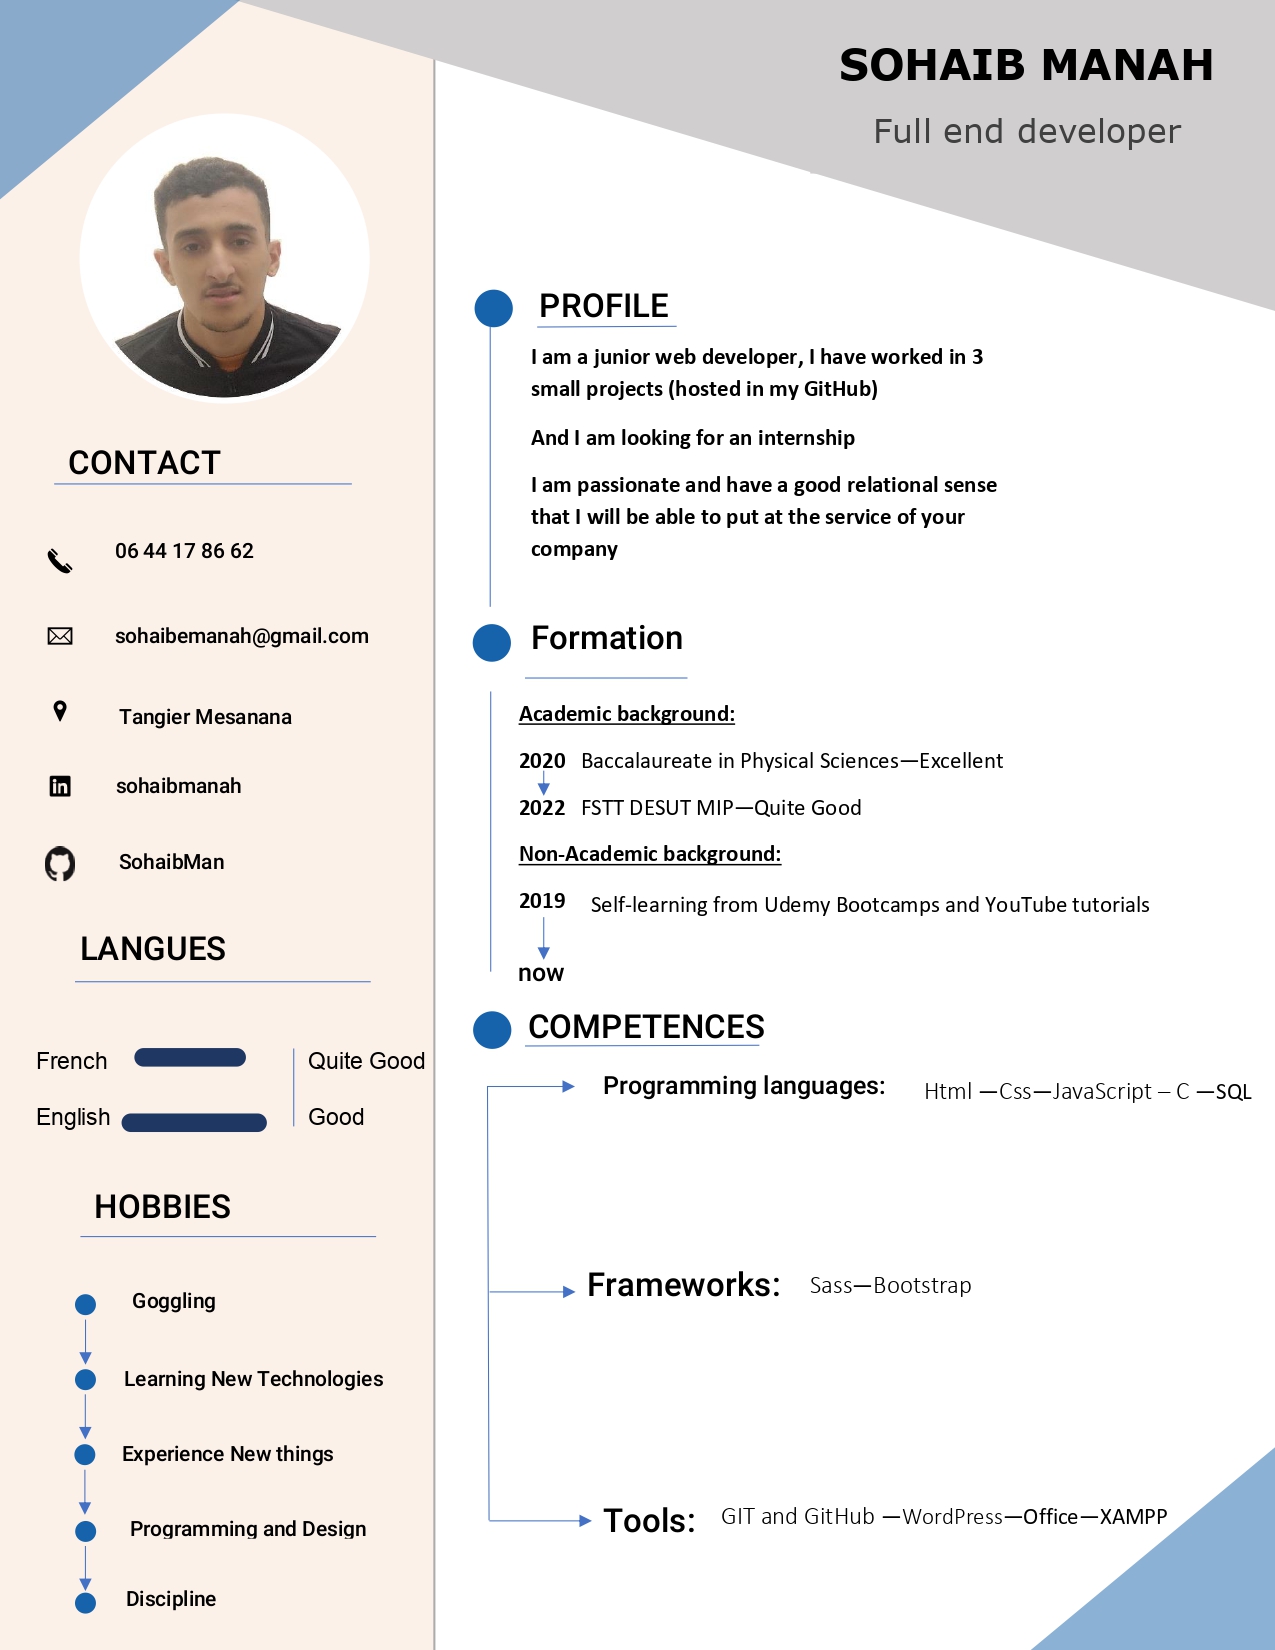 SOHAIB MANAH
Full end developer
CONTACT
06 44 17 86 62
sohaibemanah@gmail.com
Tangier Mesanana
in
sohaibmanah
SohaibMan
LANGUES
French Quite Good
English Good
HOBBIES
Goggling
Learning New Technologies
Experience New things
Programming and Design
Discipline
PROFILE
I am a junior web developer, I have worked in 3
small projects (hosted in my GitHub)
And I am looking for an internship
I am passionate and have a good relational sense
that I will be able to put at the service of your
company
Formation
Academic background:
2020 Baccalaureate in Physical Sciences—Excellent
2022 FSTT DESUT MIP—Quite Good
Non-Academic background:
2019 Self-learning from Udemy Bootcamps and YouTube tutorials
now
COMPETENCES
Programming languages: Html —Css—JavaScript – C —SQL
Frameworks: Sass—Bootstrap
Tools: GIT and GitHub —WordPress—Office—XAMPP